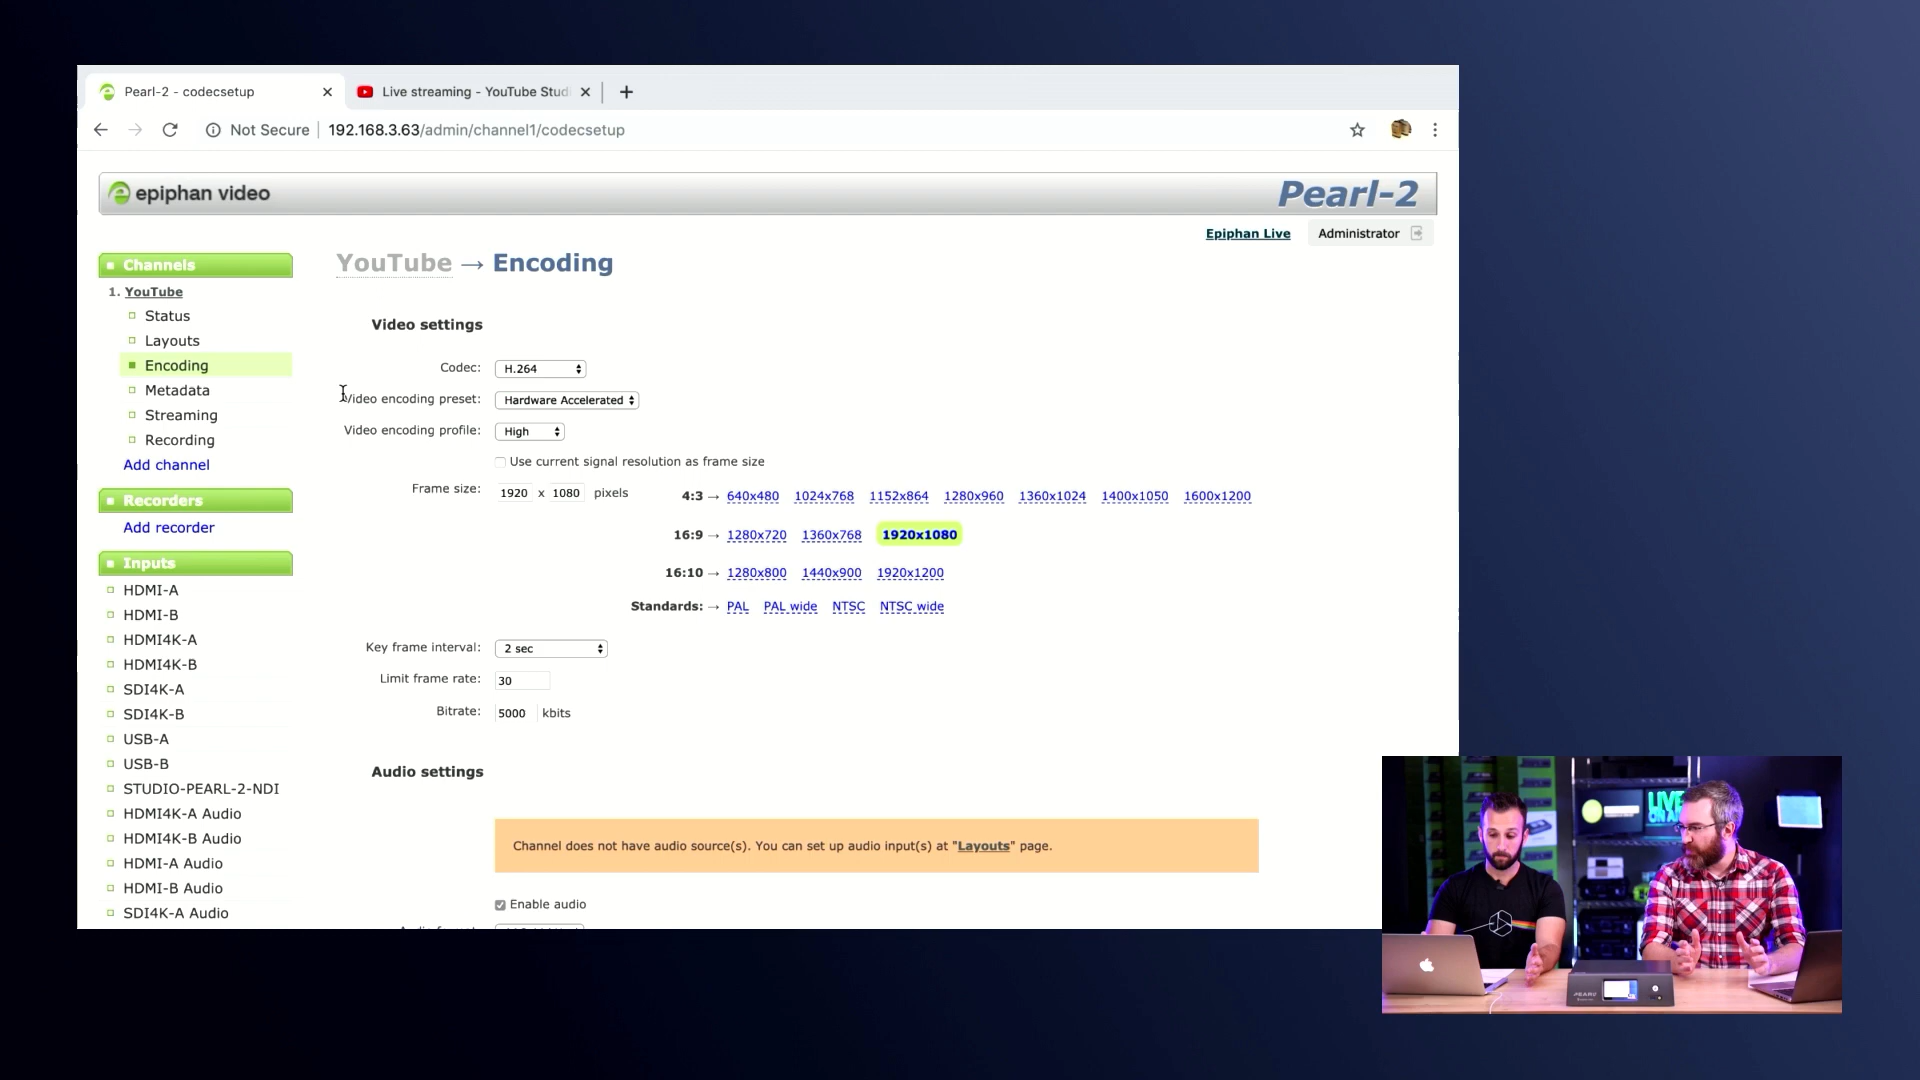 Pearl-2 - codecsetup
Live streaming - YouTube Stud
Not Secure 192.168.3.63/admin/channel1/codecsetup
epiphan video
Pearl-2
Epiphan Live Administrator
Channels
1. YouTube
Status
Layouts
Encoding
Metadata
Streaming
Recording
Add channel
Recorders
Add recorder
Inputs
HDMI-A
HDMI-B
HDMI4K-A
HDMI4K-B
SDI4K-A
SDI4K-B
USB-A
USB-B
STUDIO-PEARL-2-NDI
HDMI4K-A Audio
HDMI4K-B Audio
HDMI-A Audio
HDMI-B Audio
SDI4K-A Audio
YouTube → Encoding
Video settings
Codec: H.264
Video encoding preset: Hardware Accelerated
Video encoding profile: High
Use current signal resolution as frame size
Frame size: 1920 x 1080 pixels
4:3 → 640x480 1024x768 1152x864 1280x960 1360x1024 1400x1050 1600x1200
16:9 → 1280x720 1360x768 1920x1080
16:10 → 1280x800 1440x900 1920x1200
Standards: → PAL PAL wide NTSC NTSC wide
Key frame interval: 2 sec
Limit frame rate: 30
Bitrate: 5000 kbits
Audio settings
Channel does not have audio source(s). You can set up audio input(s) at "Layouts" page.
Enable audio
LIVE
PEARL